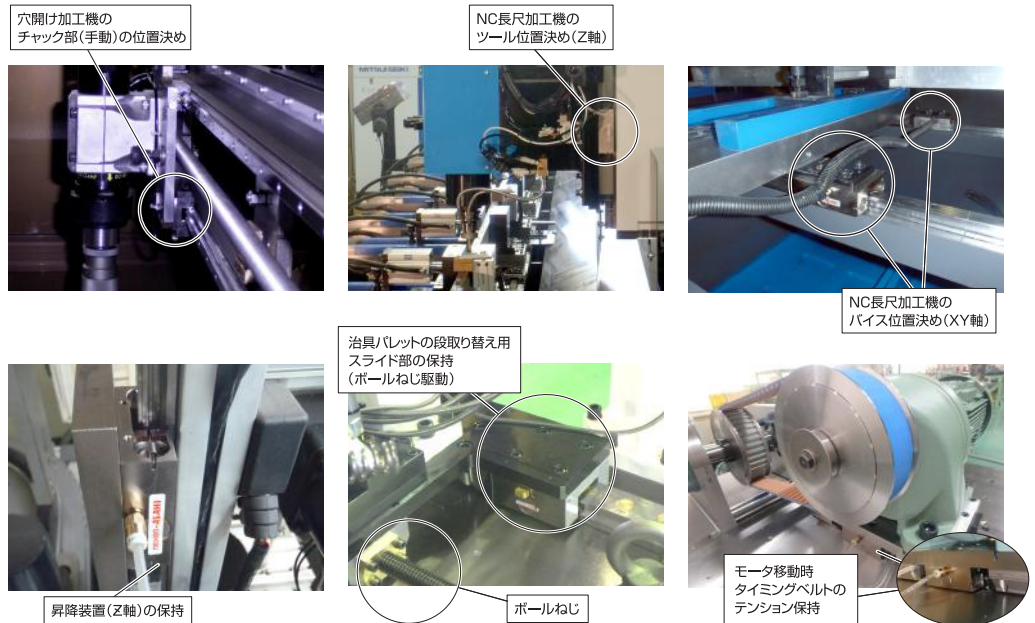 穴開け加工機の
チャック部(手動)の位置決め
NC長尺加工機の
ツール位置決め(Z軸)
MITSUI SEIKI
NC長尺加工機の
バイス位置決め(XY軸)
治具パレットの段取り替え用
スライド部の保持
(ボールねじ駆動)
TECHNO-ASAHI
昇降装置(Z軸)の保持
ボールねじ
モータ移動時
タイミングベルトの
テンション保持